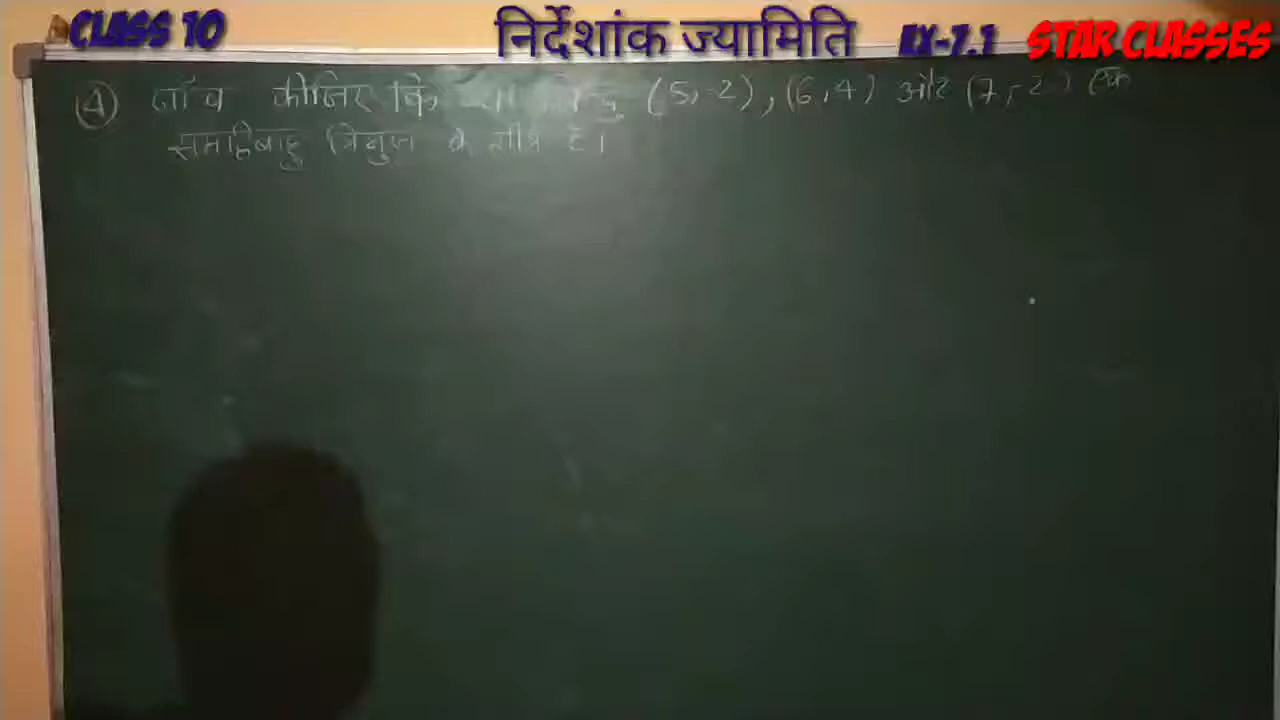 CLASS 10 निर्देशांक ज्यामिति EX-7.1 STAR CLASSES
(4) जाँच कीजिए कि क्या बिन्दु (5,-2), (6,4) और (7,-2) एक
समद्विबाहु त्रिभुज के शीर्ष है।